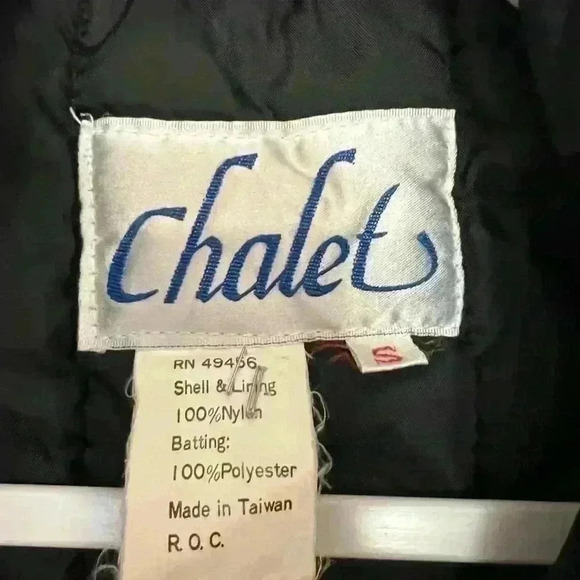 Chalet
S
RN 49456
Shell & Lining
100%Nylon
Batting:
100%Polyester
Made in Taiwan
R.O.C.